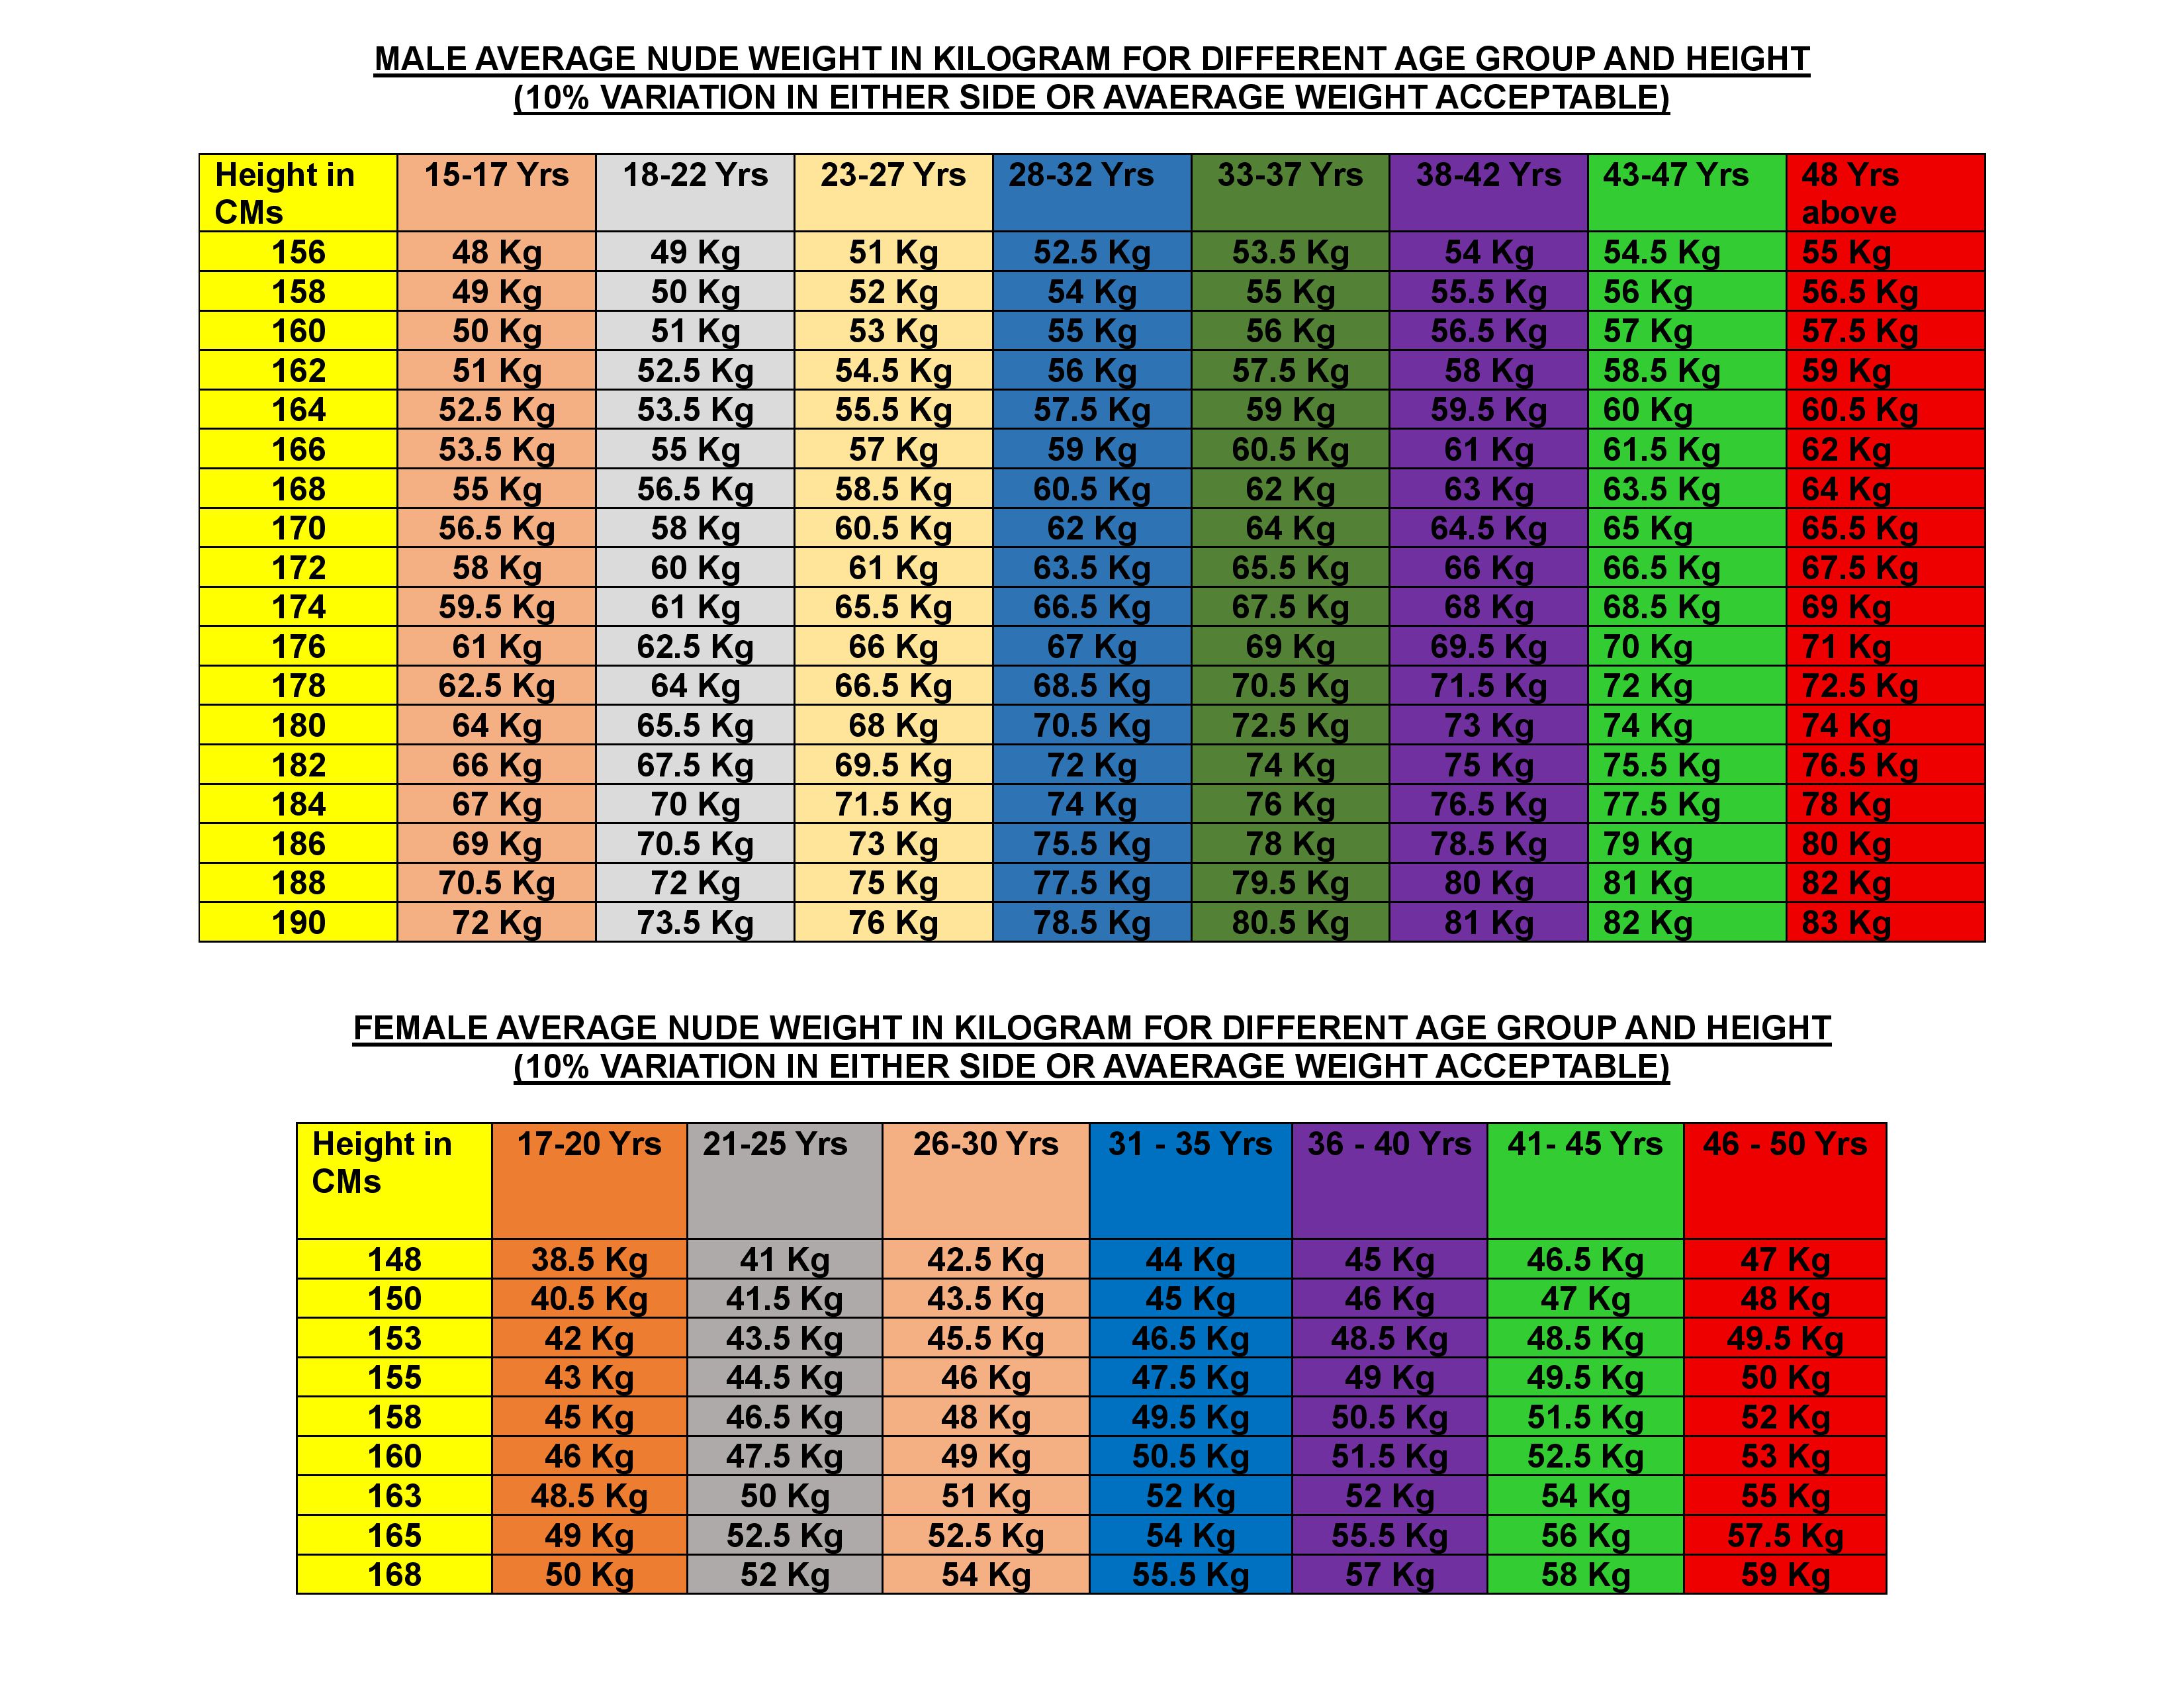 MALE AVERAGE NUDE WEIGHT IN KILOGRAM FOR DIFFERENT AGE GROUP AND HEIGHT
(10% VARIATION IN EITHER SIDE OR AVAERAGE WEIGHT ACCEPTABLE)
Height in CMs 15-17 Yrs 18-22 Yrs 23-27 Yrs 28-32 Yrs 33-37 Yrs 38-42 Yrs 43-47 Yrs 48 Yrs above
156 48 Kg 49 Kg 51 Kg 52.5 Kg 53.5 Kg 54 Kg 54.5 Kg 55 Kg
158 49 Kg 50 Kg 52 Kg 54 Kg 55 Kg 55.5 Kg 56 Kg 56.5 Kg
160 50 Kg 51 Kg 53 Kg 55 Kg 56 Kg 56.5 Kg 57 Kg 57.5 Kg
162 51 Kg 52.5 Kg 54.5 Kg 56 Kg 57.5 Kg 58 Kg 58.5 Kg 59 Kg
164 52.5 Kg 53.5 Kg 55.5 Kg 57.5 Kg 59 Kg 59.5 Kg 60 Kg 60.5 Kg
166 53.5 Kg 55 Kg 57 Kg 59 Kg 60.5 Kg 61 Kg 61.5 Kg 62 Kg
168 55 Kg 56.5 Kg 58.5 Kg 60.5 Kg 62 Kg 63 Kg 63.5 Kg 64 Kg
170 56.5 Kg 58 Kg 60.5 Kg 62 Kg 64 Kg 64.5 Kg 65 Kg 65.5 Kg
172 58 Kg 60 Kg 61 Kg 63.5 Kg 65.5 Kg 66 Kg 66.5 Kg 67.5 Kg
174 59.5 Kg 61 Kg 65.5 Kg 66.5 Kg 67.5 Kg 68 Kg 68.5 Kg 69 Kg
176 61 Kg 62.5 Kg 66 Kg 67 Kg 69 Kg 69.5 Kg 70 Kg 71 Kg
178 62.5 Kg 64 Kg 66.5 Kg 68.5 Kg 70.5 Kg 71.5 Kg 72 Kg 72.5 Kg
180 64 Kg 65.5 Kg 68 Kg 70.5 Kg 72.5 Kg 73 Kg 74 Kg 74 Kg
182 66 Kg 67.5 Kg 69.5 Kg 72 Kg 74 Kg 75 Kg 75.5 Kg 76.5 Kg
184 67 Kg 70 Kg 71.5 Kg 74 Kg 76 Kg 76.5 Kg 77.5 Kg 78 Kg
186 69 Kg 70.5 Kg 73 Kg 75.5 Kg 78 Kg 78.5 Kg 79 Kg 80 Kg
188 70.5 Kg 72 Kg 75 Kg 77.5 Kg 79.5 Kg 80 Kg 81 Kg 82 Kg
190 72 Kg 73.5 Kg 76 Kg 78.5 Kg 80.5 Kg 81 Kg 82 Kg 83 Kg
FEMALE AVERAGE NUDE WEIGHT IN KILOGRAM FOR DIFFERENT AGE GROUP AND HEIGHT
(10% VARIATION IN EITHER SIDE OR AVAERAGE WEIGHT ACCEPTABLE)
Height in CMs 17-20 Yrs 21-25 Yrs 26-30 Yrs 31 - 35 Yrs 36 - 40 Yrs 41- 45 Yrs 46 - 50 Yrs
148 38.5 Kg 41 Kg 42.5 Kg 44 Kg 45 Kg 46.5 Kg 47 Kg
150 40.5 Kg 41.5 Kg 43.5 Kg 45 Kg 46 Kg 47 Kg 48 Kg
153 42 Kg 43.5 Kg 45.5 Kg 46.5 Kg 48.5 Kg 48.5 Kg 49.5 Kg
155 43 Kg 44.5 Kg 46 Kg 47.5 Kg 49 Kg 49.5 Kg 50 Kg
158 45 Kg 46.5 Kg 48 Kg 49.5 Kg 50.5 Kg 51.5 Kg 52 Kg
160 46 Kg 47.5 Kg 49 Kg 50.5 Kg 51.5 Kg 52.5 Kg 53 Kg
163 48.5 Kg 50 Kg 51 Kg 52 Kg 52 Kg 54 Kg 55 Kg
165 49 Kg 52.5 Kg 52.5 Kg 54 Kg 55.5 Kg 56 Kg 57.5 Kg
168 50 Kg 52 Kg 54 Kg 55.5 Kg 57 Kg 58 Kg 59 Kg